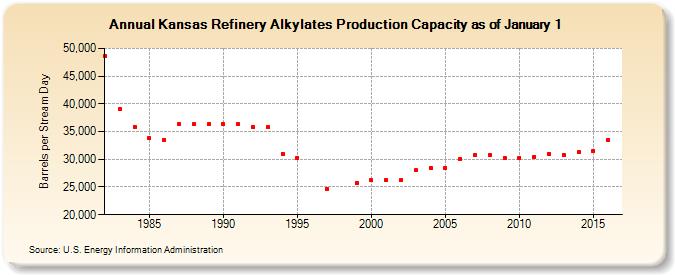 Annual Kansas Refinery Alkylates Production Capacity as of January 1
Barrels per Stream Day
50,000
45,000
40,000
35,000
30,000
25,000
20,000
1985 1990 1995 2000 2005 2010 2015
Source: U.S. Energy Information Administration